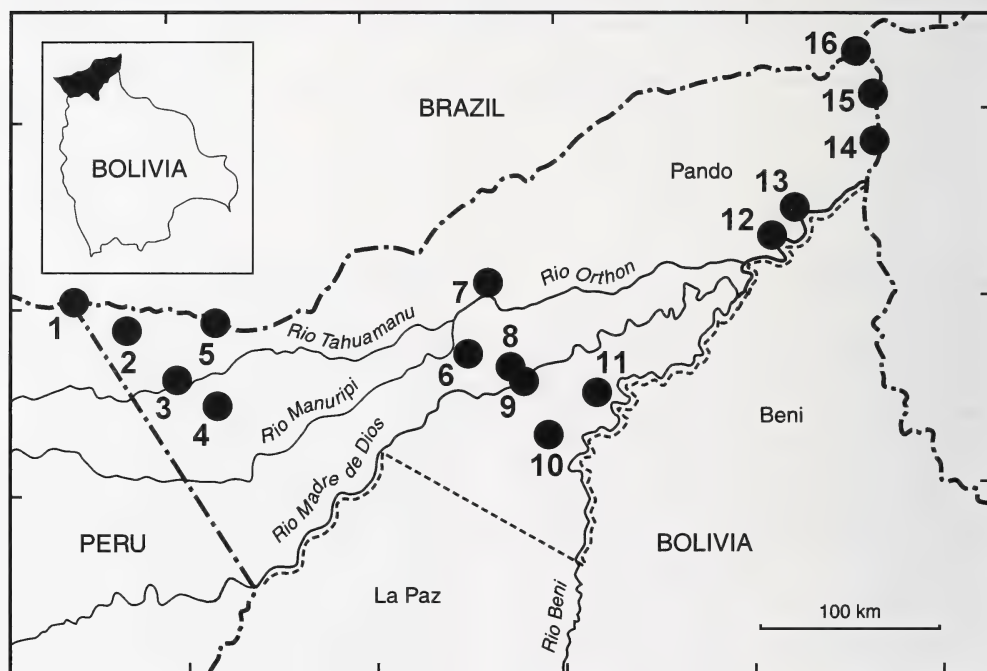 16
BRAZIL
15
BOLIVIA
14
Pando
13
12
Rio Orthon
7
1
2
5
Rio Tahuamanu
8
11
6
3
9
4
Rio Manuripi
Beni
10
Rio Madre de Dios
PERU
BOLIVIA
La Paz
Rio Beni
100 km